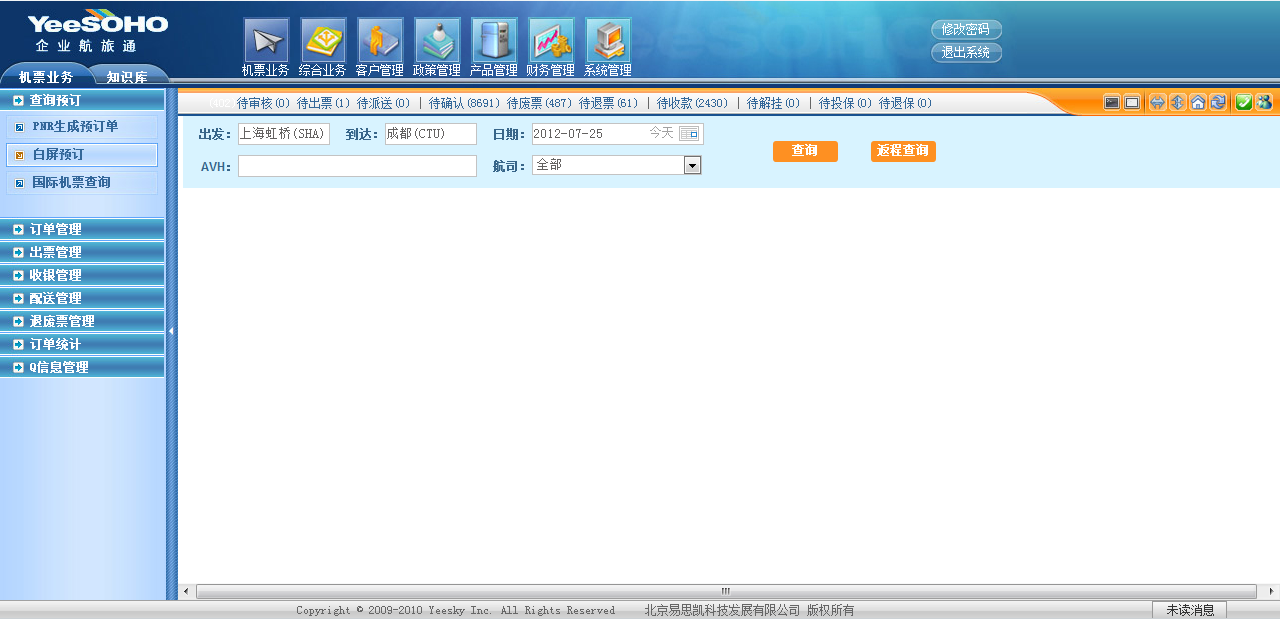 YeeSOHO
企业航旅通
机票业务 综合业务 客户管理 政策管理 产品管理 财务管理 系统管理
修改密码
退出系统
机票业务 知识库
待审核(0) 待出票(1) 待派送(0) | 待确认(8691) 待废票(487) 待退票(61) | 待收款(2430) | 待解挂(0) | 待投保(0) 待退保(0)
查询预订
PNR生成预订单
白屏预订
国际机票查询
订单管理
出票管理
收银管理
配送管理
退废票管理
订单统计
Q信息管理
出发: 上海虹桥(SHA) 到达: 成都(CTU) 日期: 2012-07-25 今天
AVH: 航司: 全部
查询 返程查询
Copyright © 2009-2010 Yeesky Inc. All Rights Reserved 北京易思凯科技发展有限公司 版权所有
未读消息